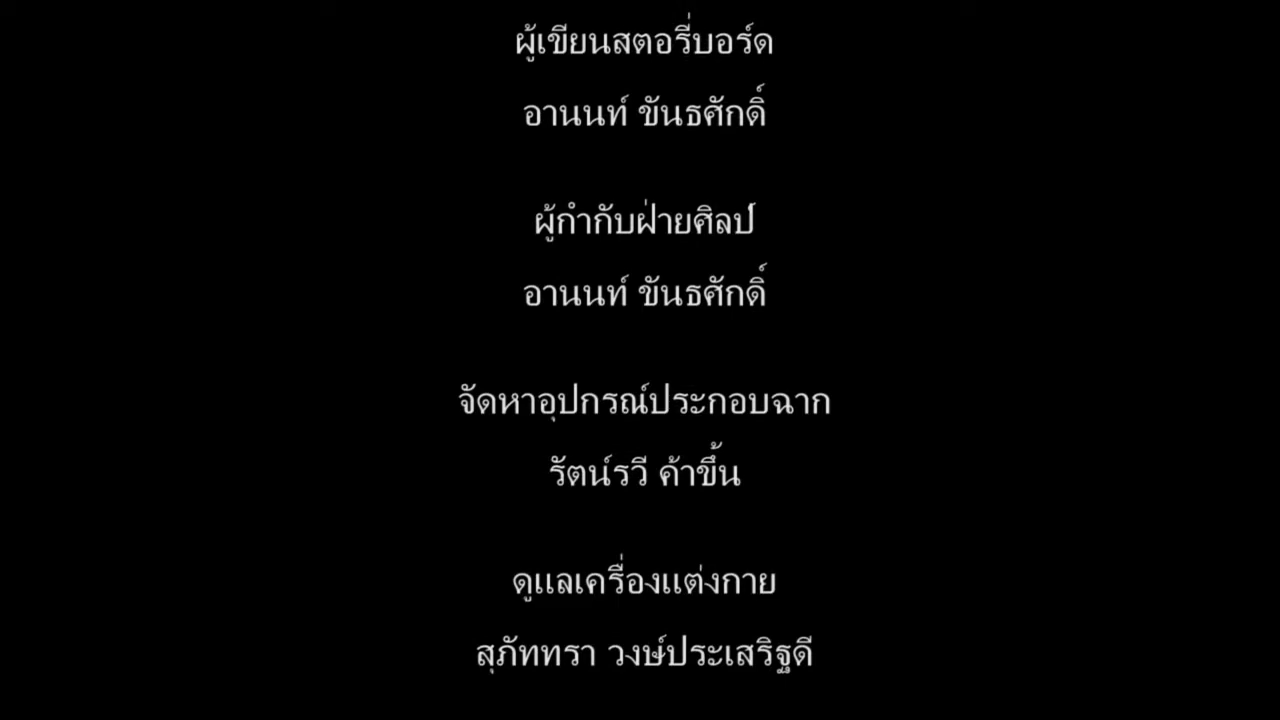 ผู้เขียนสตอรี่บอร์ด
อานนท์ ขันธศักดิ์
ผู้กำกับฝ่ายศิลป์
อานนท์ ขันธศักดิ์
จัดหาอุปกรณ์ประกอบฉาก
รัตน์รวี ค้าขึ้น
ดูแลเครื่องแต่งกาย
สุภัททรา วงษ์ประเสริฐดี